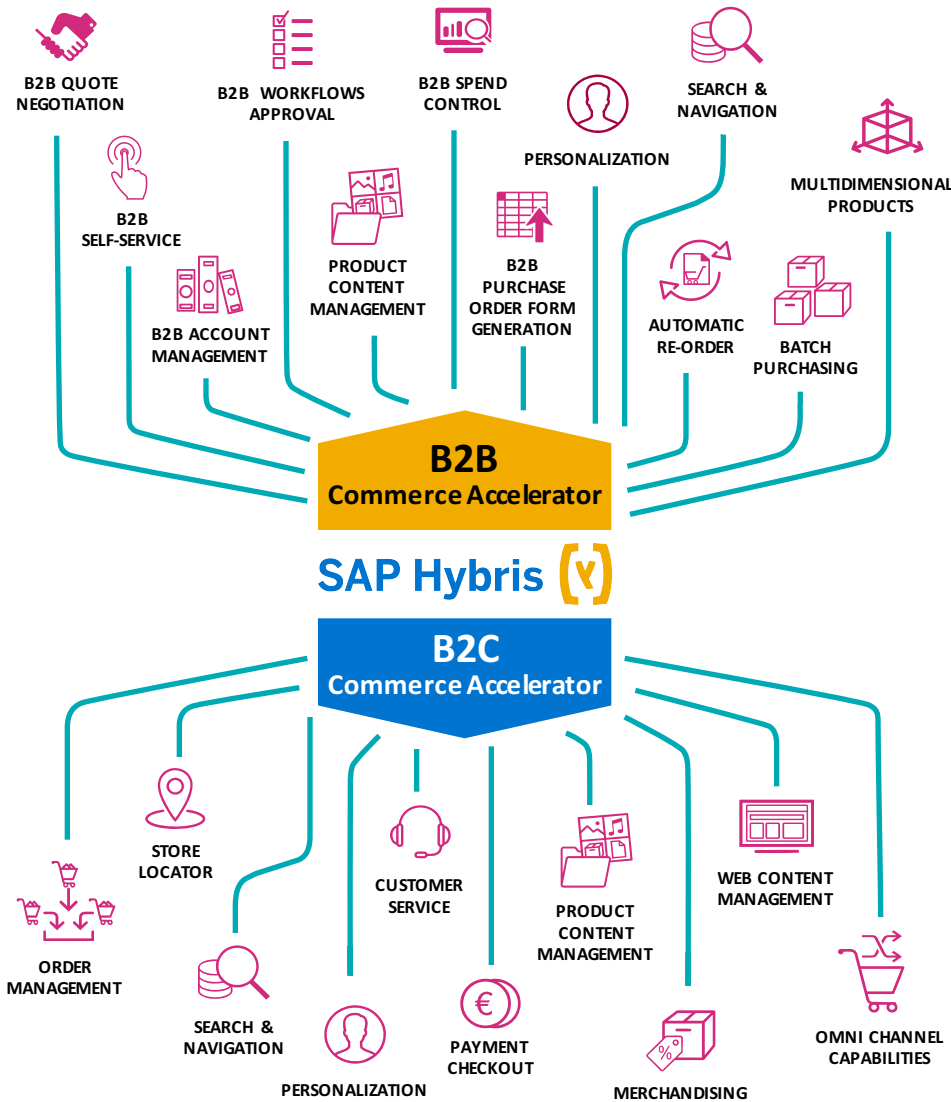 B2B QUOTE
NEGOTIATION
B2B WORKFLOWS
APPROVAL
B2B SPEND
CONTROL
SEARCH &
NAVIGATION
PERSONALIZATION
MULTIDIMENSIONAL
PRODUCTS
B2B
SELF-SERVICE
PRODUCT
CONTENT
MANAGEMENT
B2B
PURCHASE
ORDER FORM
GENERATION
B2B ACCOUNT
MANAGEMENT
AUTOMATIC
RE-ORDER
BATCH
PURCHASING
B2B
Commerce Accelerator
SAP Hybris (y)
B2C
Commerce Accelerator
STORE
LOCATOR
CUSTOMER
SERVICE
WEB CONTENT
MANAGEMENT
PRODUCT
CONTENT
MANAGEMENT
ORDER
MANAGEMENT
SEARCH &
NAVIGATION
€
PAYMENT
CHECKOUT
OMNI CHANNEL
CAPABILITIES
PERSONALIZATION
%
MERCHANDISING